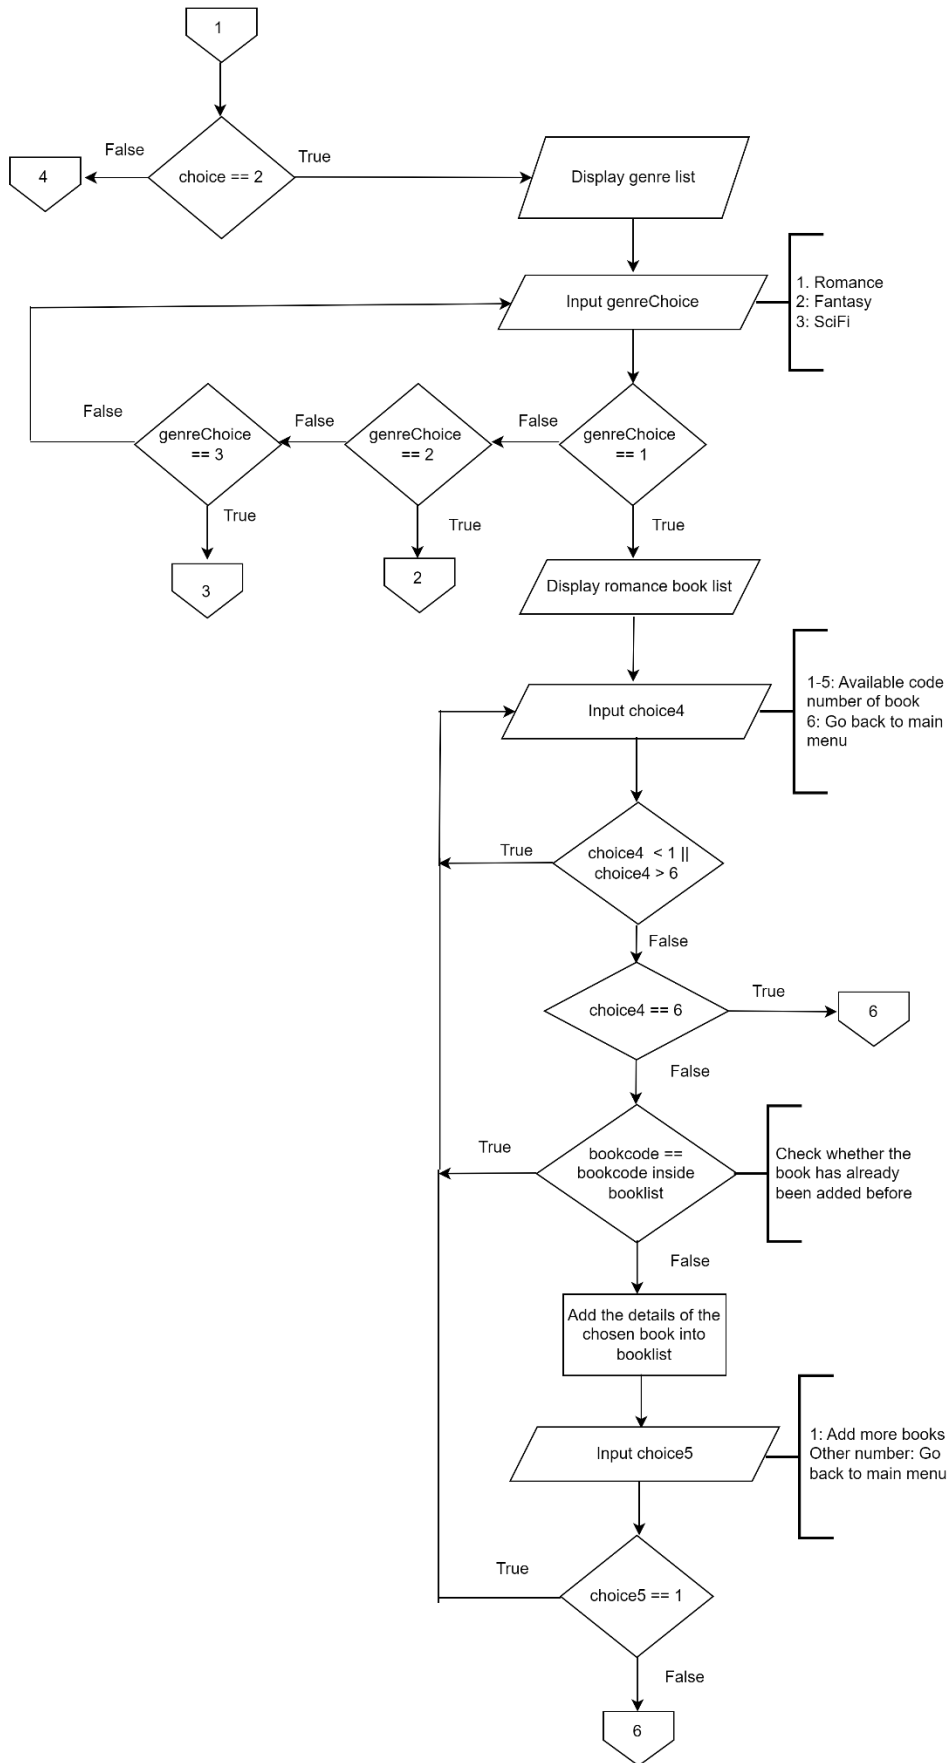 1
False
True
4
choice == 2
Display genre list
Input genreChoice
1. Romance
2: Fantasy
3: SciFi
False
False
False
genreChoice
== 3
genreChoice
== 2
genreChoice
== 1
True
True
True
3
2
Display romance book list
Input choice4
1-5: Available code
number of book
6: Go back to main
menu
True
choice4 < 1 ||
choice4 > 6
False
choice4 == 6
True
6
False
True
bookcode ==
bookcode inside
booklist
Check whether the
book has already
been added before
False
Add the details of the
chosen book into
booklist
Input choice5
1: Add more books
Other number: Go
back to main menu
True
choice5 == 1
False
6